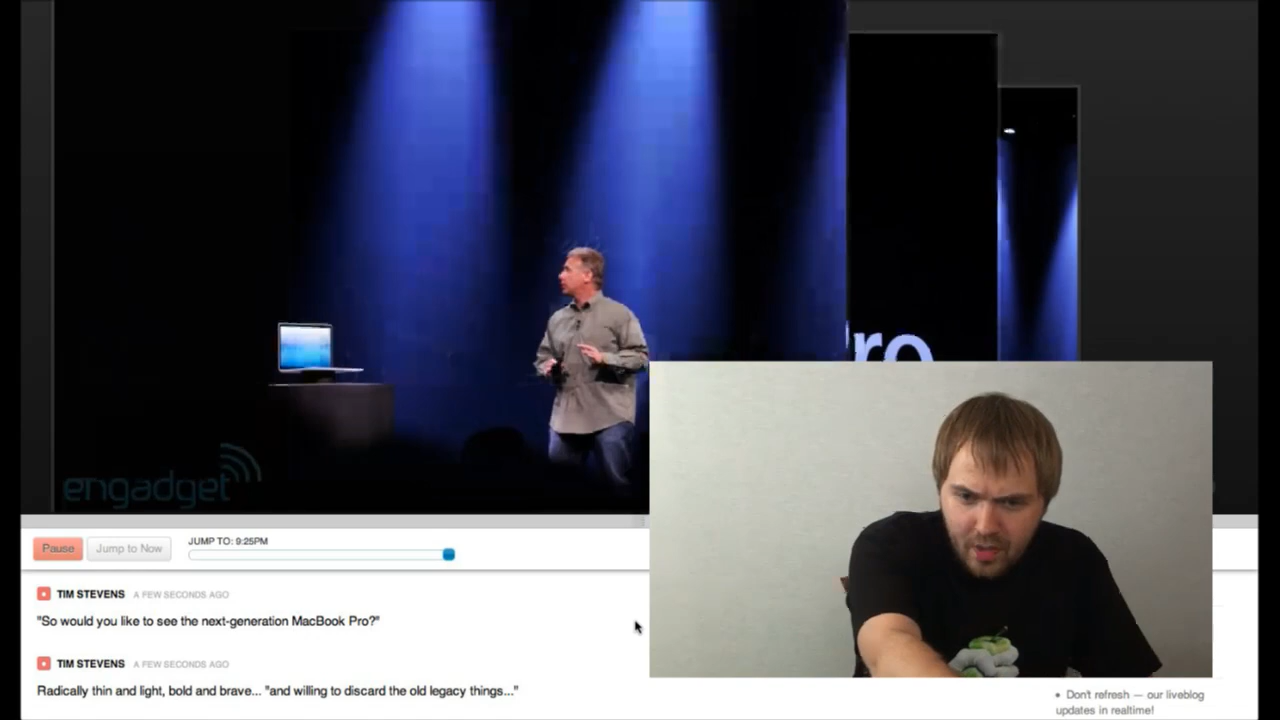 ro
engadget
Pause
Jump to Now
JUMP TO: 9:25PM
TIM STEVENS A FEW SECONDS AGO
"So would you like to see the next-generation MacBook Pro?"
TIM STEVENS A FEW SECONDS AGO
Radically thin and light, bold and brave... "and willing to discard the old legacy things..."
• Don't refresh — our liveblog
updates in realtime!